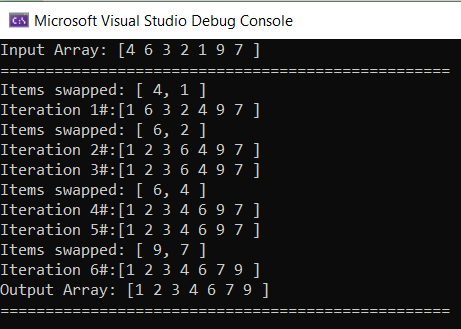 Microsoft Visual Studio Debug Console
Input Array: [4 6 3 2 1 9 7 ]
==================================================
Items swapped: [ 4, 1 ]
Iteration 1#:[1 6 3 2 4 9 7 ]
Items swapped: [ 6, 2 ]
Iteration 2#:[1 2 3 6 4 9 7 ]
Iteration 3#:[1 2 3 6 4 9 7 ]
Items swapped: [ 6, 4 ]
Iteration 4#:[1 2 3 4 6 9 7 ]
Iteration 5#:[1 2 3 4 6 9 7 ]
Items swapped: [ 9, 7 ]
Iteration 6#:[1 2 3 4 6 7 9 ]
Output Array: [1 2 3 4 6 7 9 ]
==================================================